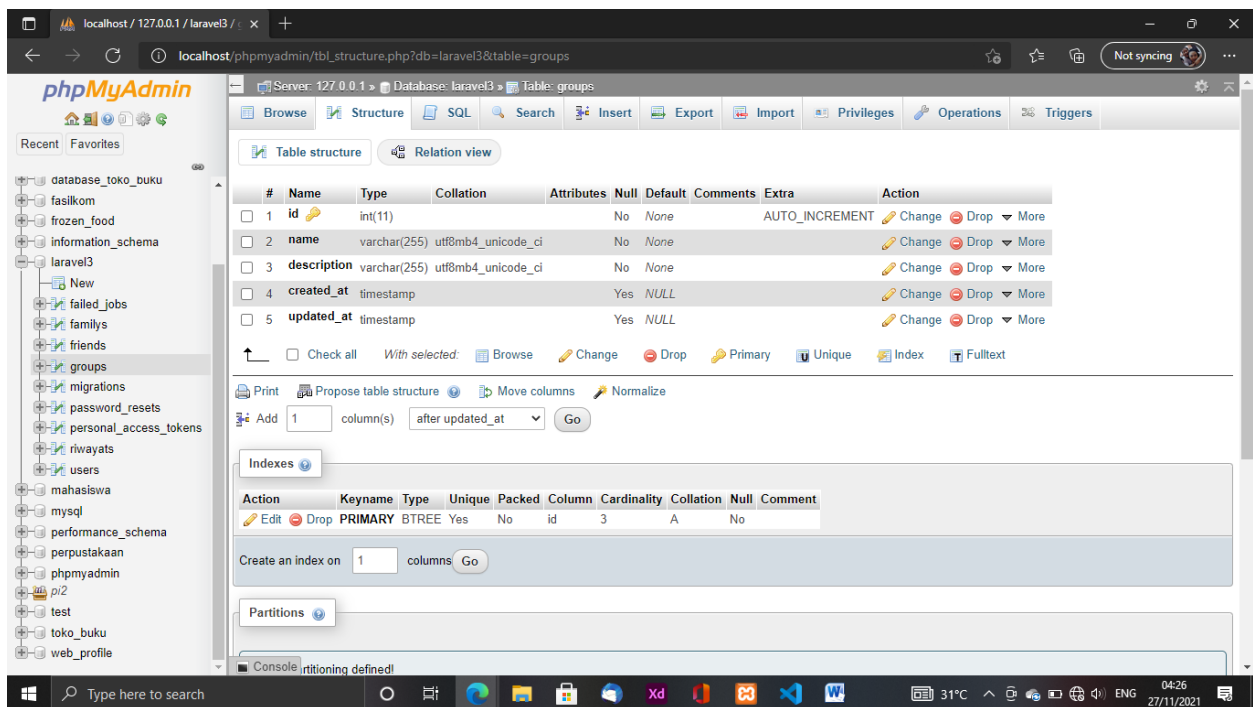 localhost / 127.0.0.1 / laravel3 /
localhost/phpmyadmin/tbl_structure.php?db=laravel3&table=groups
Not syncing
phpMyAdmin
Recent Favorites
database_toko_buku
fasilkom
frozen_food
information_schema
laravel3
New
failed_jobs
familys
friends
groups
migrations
password_resets
personal_access_tokens
riwayats
users
mahasiswa
mysql
performance_schema
perpustakaan
phpmyadmin
pi2
test
toko_buku
web_profile
Server: 127.0.0.1 » Database: laravel3 » Table: groups
Browse Structure SQL Search Insert Export Import Privileges Operations Triggers
Table structure Relation view
# Name Type Collation Attributes Null Default Comments Extra Action
1 id int(11) No None AUTO_INCREMENT Change Drop More
2 name varchar(255) utf8mb4_unicode_ci No None Change Drop More
3 description varchar(255) utf8mb4_unicode_ci No None Change Drop More
4 created_at timestamp Yes NULL Change Drop More
5 updated_at timestamp Yes NULL Change Drop More
Check all With selected: Browse Change Drop Primary Unique Index Fulltext
Print Propose table structure Move columns Normalize
Add 1 column(s) after updated_at Go
Indexes
Action Keyname Type Unique Packed Column Cardinality Collation Null Comment
Edit Drop PRIMARY BTREE Yes No id 3 A No
Create an index on 1 columns Go
Partitions
Console rtitioning defined!
Type here to search
Xd
31°C
ENG
04:26
27/11/2021